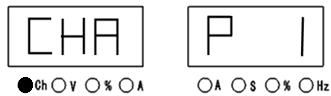 CHA P 1
●Ch ○V ○% ○A ○A ○S ○% ○Hz